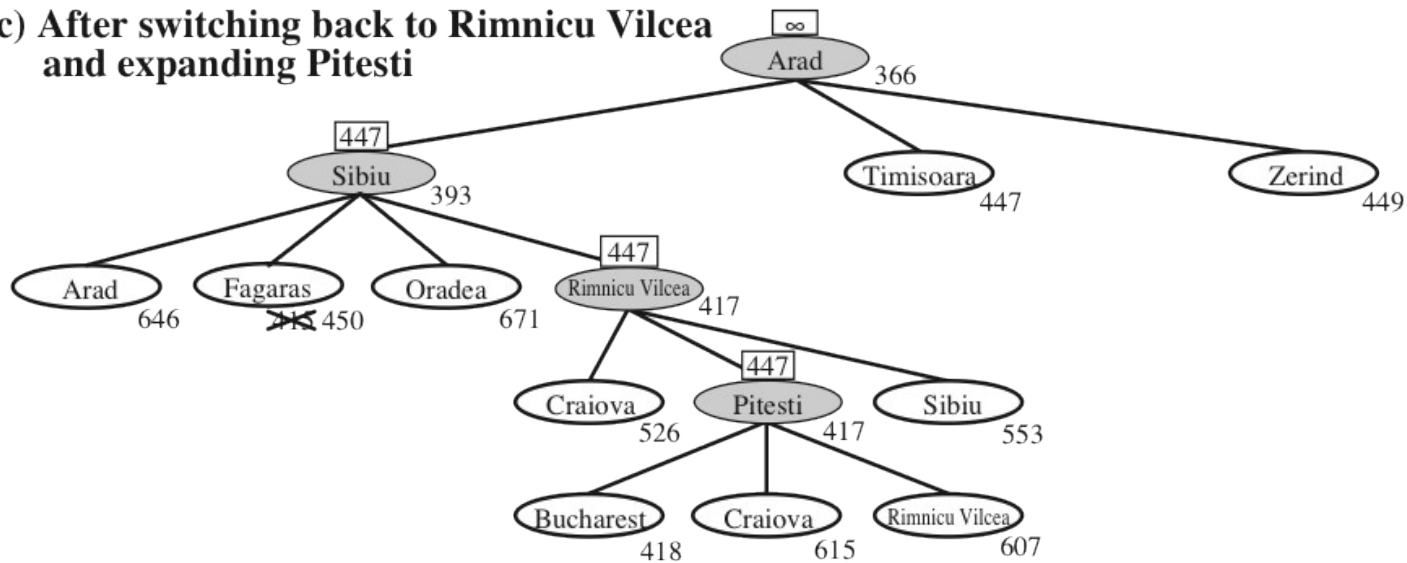 c) After switching back to Rimnicu Vilcea
and expanding Pitesti
∞
Arad
366
447
Sibiu
393
Timisoara
447
Zerind
449
Arad
646
Fagaras
415 450
Oradea
671
447
Rimnicu Vilcea
417
Craiova
526
447
Pitesti
417
Sibiu
553
Bucharest
418
Craiova
615
Rimnicu Vilcea
607